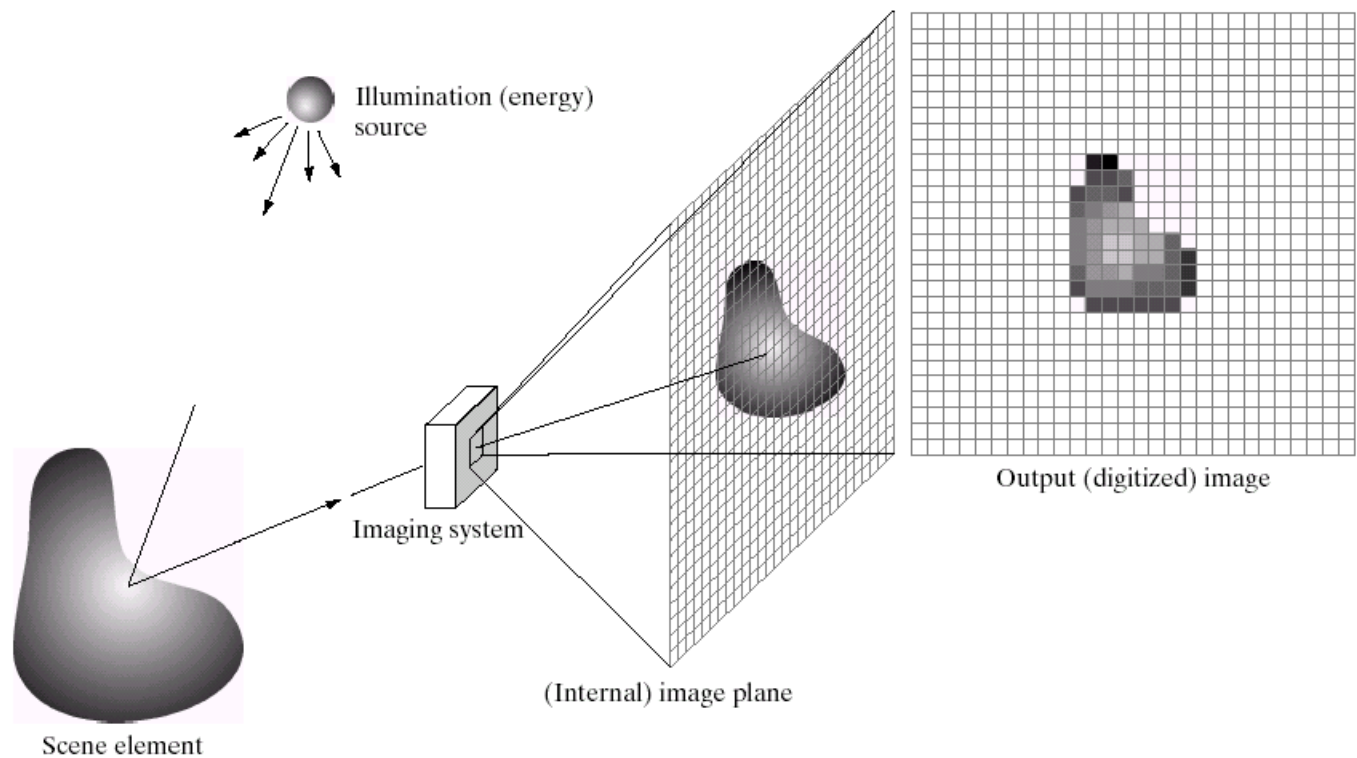 Illumination (energy)
source
Output (digitized) image
Imaging system
(Internal) image plane
Scene element